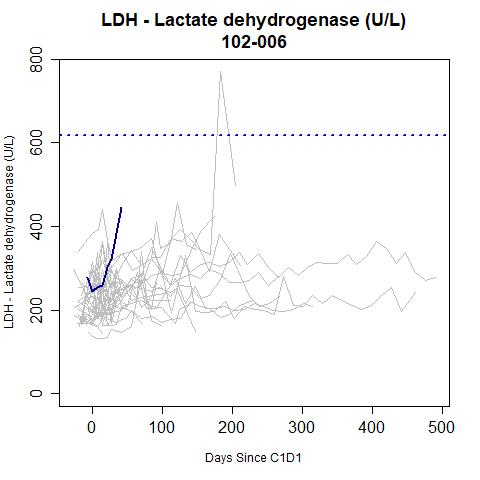 LDH - Lactate dehydrogenase (U/L)
102-006
LDH - Lactate dehydrogenase (U/L)
800
600
400
200
0
0 100 200 300 400 500
Days Since C1D1